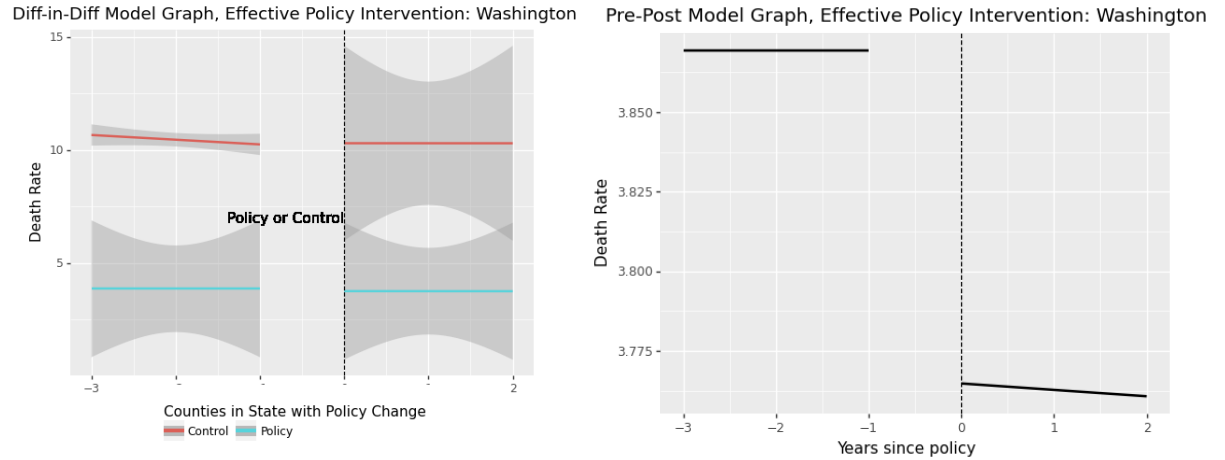 Diff-in-Diff Model Graph, Effective Policy Intervention: Washington
15
10
5
Death Rate
Policy or Control
−3
2
Counties in State with Policy Change
Control
Policy
Pre-Post Model Graph, Effective Policy Intervention: Washington
3.850
3.825
3.800
3.775
Death Rate
−3
−2
−1
0
1
2
Years since policy